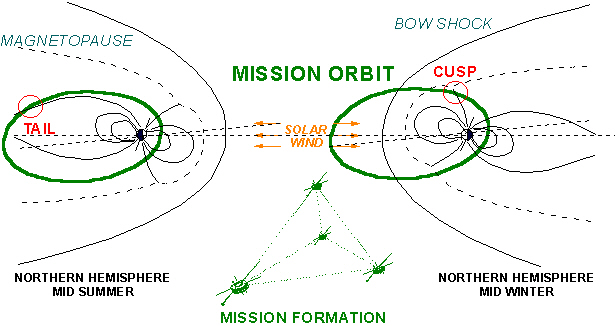 BOW SHOCK
MAGNETOPAUSE
MISSION ORBIT
CUSP
TAIL
SOLAR
WIND
NORTHERN HEMISPHERE
MID SUMMER
NORTHERN HEMISPHERE
MID WINTER
MISSION FORMATION